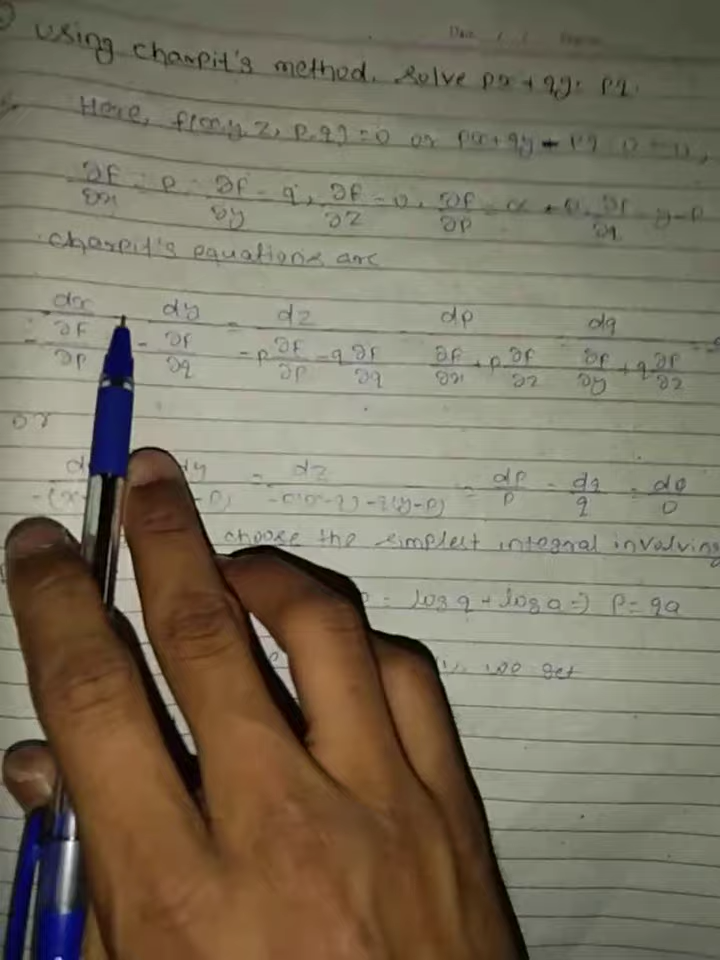 Using Charpit's method, solve px + qy = pq.
Here, f(x, y, z, p, q) = 0 or px + qy - pq = 0
∂f/∂x = p, ∂f/∂y = q, ∂f/∂z = 0, ∂f/∂p = x ∂f/∂q = y-p
Charpit's equations are
dx/-∂f/∂p = dy/-∂f/∂q = dz/-p ∂f/∂p - q ∂f/∂q = dp/∂f/∂x + p ∂f/∂z = dq/∂f/∂y + q ∂f/∂z =
or
dy = dz/-p(x-q)-q(y-p) = dp/p = dq/q = dφ/0
choose the simplest integral involving
= log q + log a ⇒ p = qa
we get